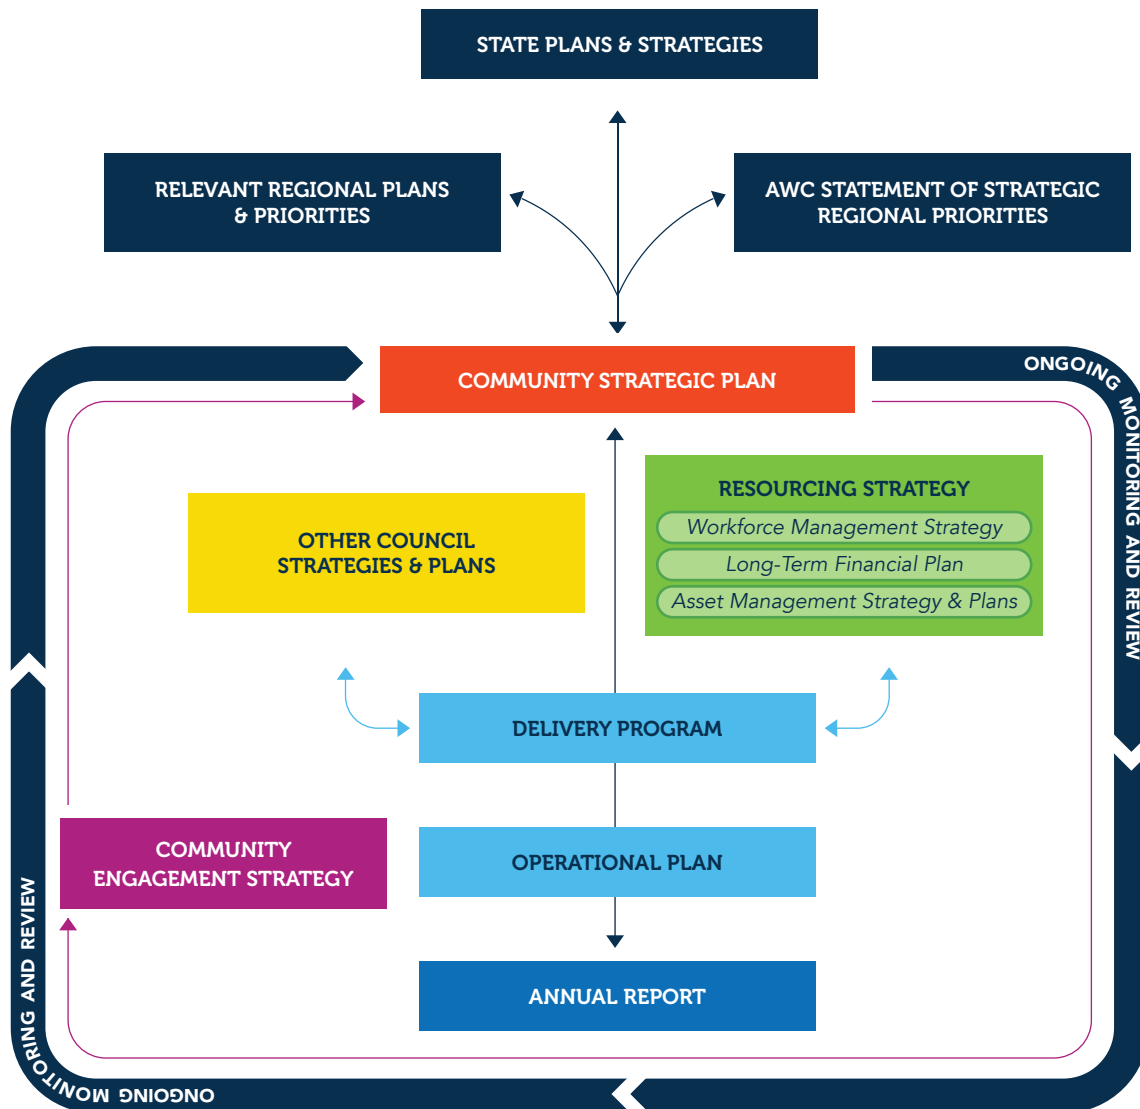 STATE PLANS & STRATEGIES
RELEVANT REGIONAL PLANS
& PRIORITIES
AWC STATEMENT OF STRATEGIC
REGIONAL PRIORITIES
COMMUNITY STRATEGIC PLAN
ONGOING MONITORING AND REVIEW
RESOURCING STRATEGY
Workforce Management Strategy
Long-Term Financial Plan
Asset Management Strategy & Plans
OTHER COUNCIL
STRATEGIES & PLANS
DELIVERY PROGRAM
COMMUNITY
ENGAGEMENT STRATEGY
OPERATIONAL PLAN
ANNUAL REPORT
ONGOING MONITORING AND REVIEW